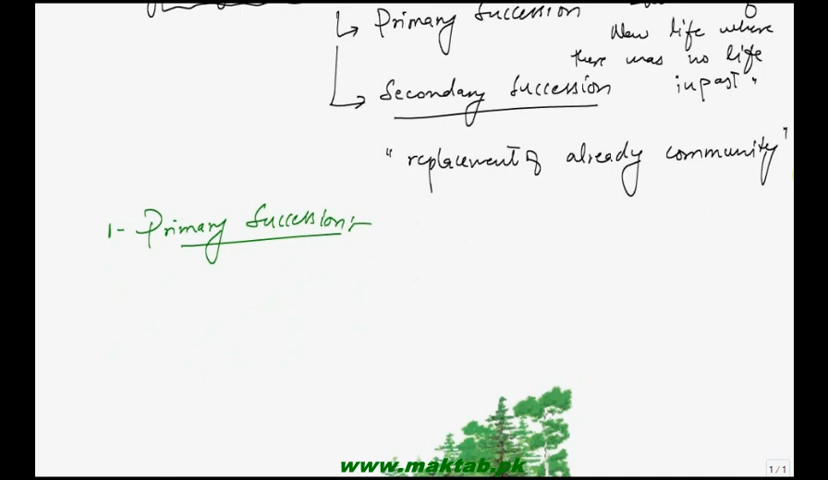 Primary Succession
New life where
there was no life
in past"
Secondary Succession
"replacement of already community"
1- Primary Succession:-
www.maktab.pk
1/1